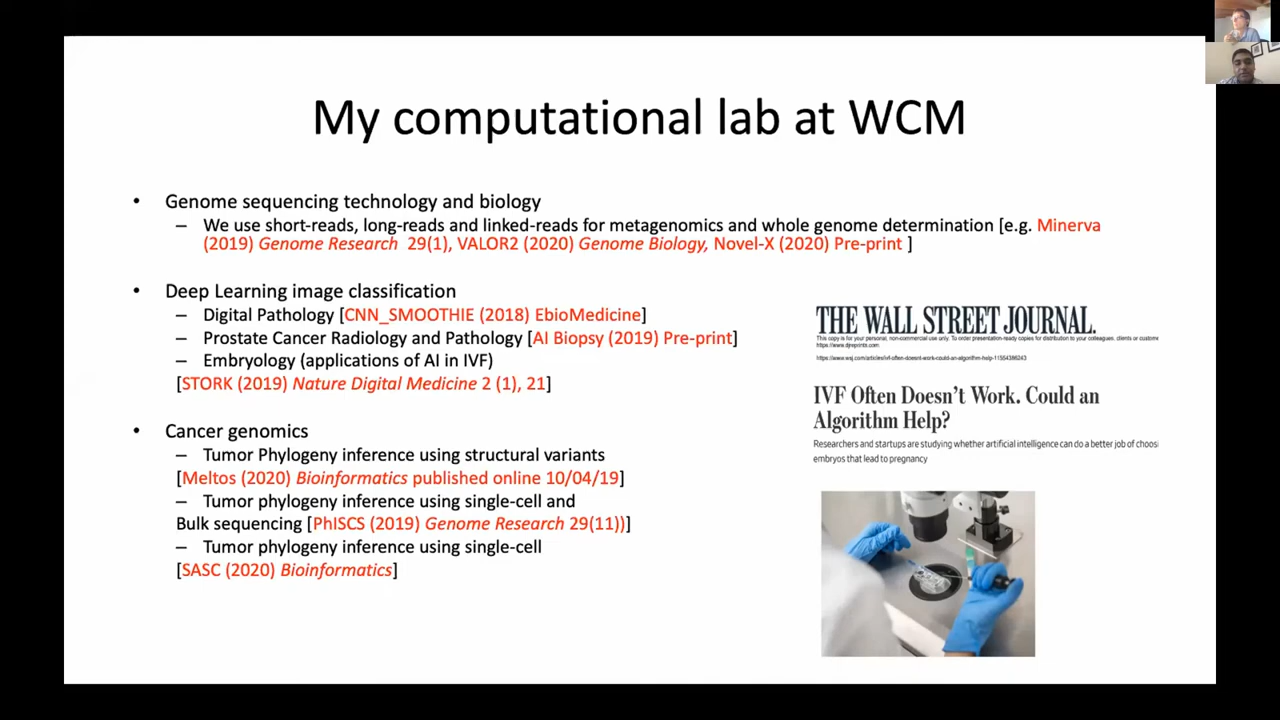 My computational lab at WCM
• Genome sequencing technology and biology
– We use short-reads, long-reads and linked-reads for metagenomics and whole genome determination [e.g. Minerva
(2019) Genome Research 29(1), VALOR2 (2020) Genome Biology, Novel-X (2020) Pre-print ]
• Deep Learning image classification
– Digital Pathology [CNN_SMOOTHIE (2018) EbioMedicine]
– Prostate Cancer Radiology and Pathology [AI Biopsy (2019) Pre-print]
– Embryology (applications of AI in IVF)
[STORK (2019) Nature Digital Medicine 2 (1), 21]
• Cancer genomics
– Tumor Phylogeny inference using structural variants
[Meltos (2020) Bioinformatics published online 10/04/19]
– Tumor phylogeny inference using single-cell and
Bulk sequencing [PhISCS (2019) Genome Research 29(11))]
– Tumor phylogeny inference using single-cell
[SASC (2020) Bioinformatics]
THE WALL STREET JOURNAL.
This copy is for your personal, non-commercial use only. To order presentation-ready copies for distribution to your colleagues, clients or custome
https://www.djreprints.com.
https://www.wsj.com/articles/ivf-often-doesnt-work-could-an-algorithm-help-11554386243
IVF Often Doesn't Work. Could an
Algorithm Help?
Researchers and startups are studying whether artificial intelligence can do a better job of choosi
embryos that lead to pregnancy